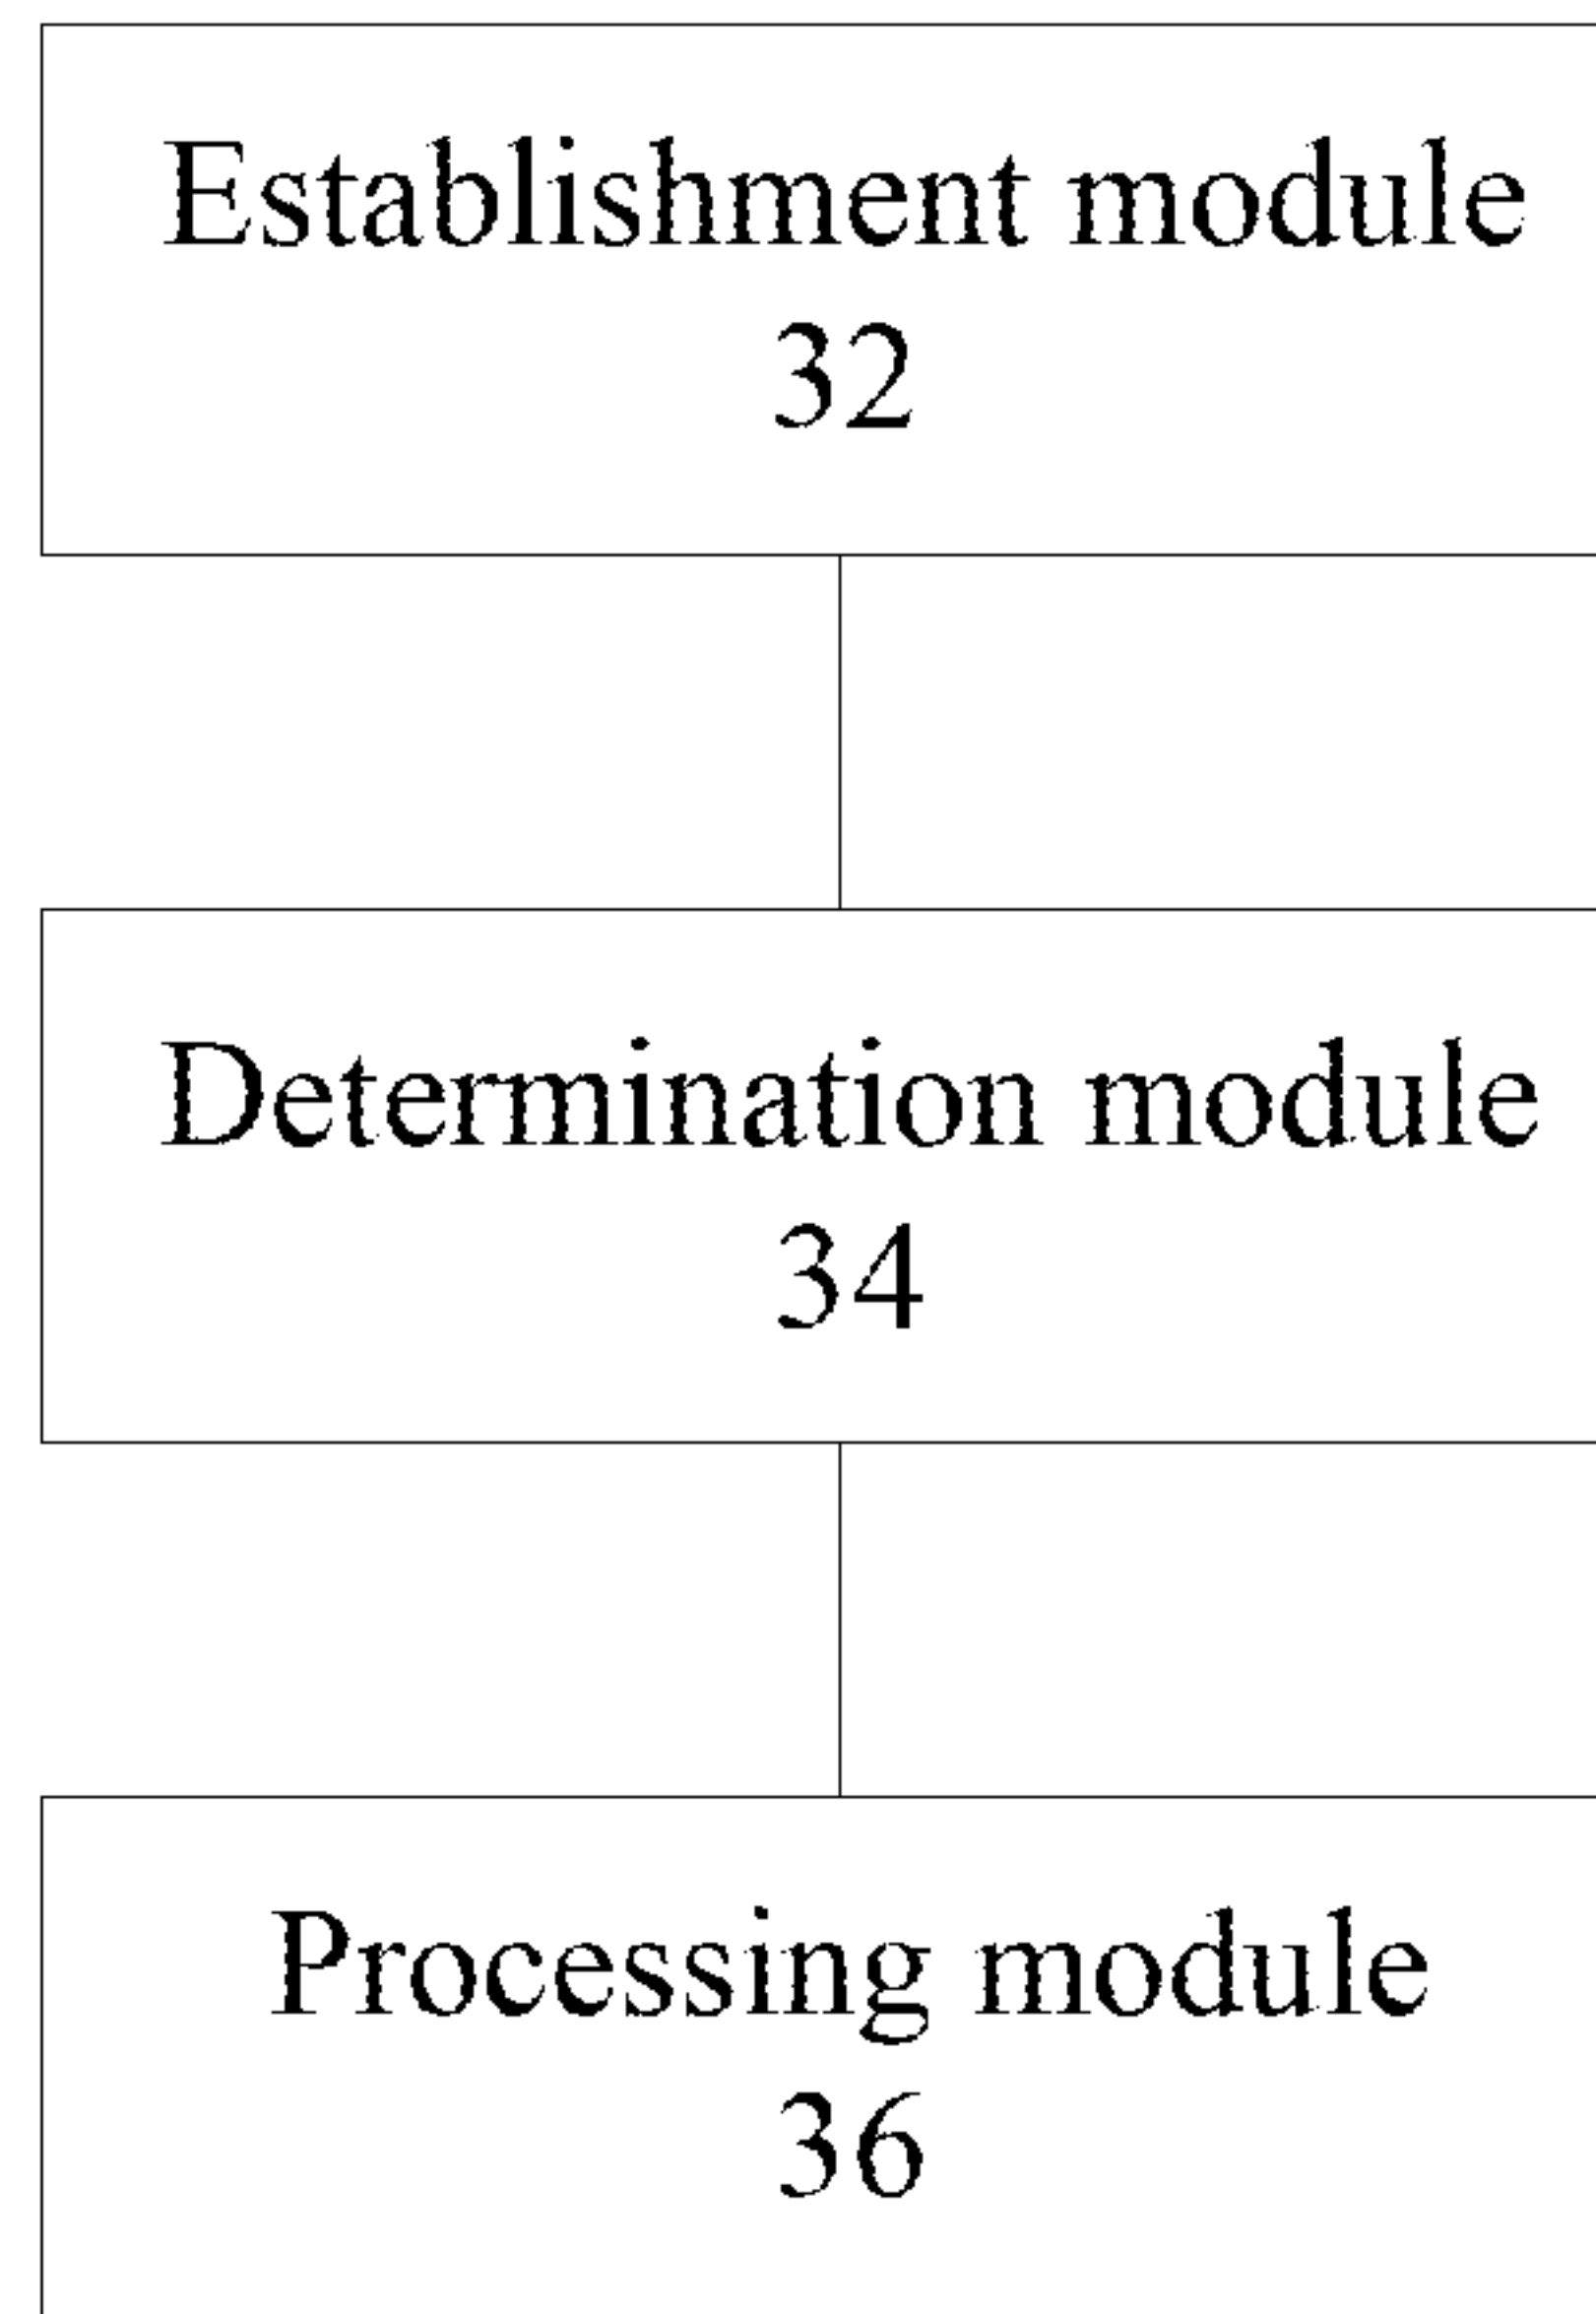 Establishment module
32
Determination module
34
Processing module
36